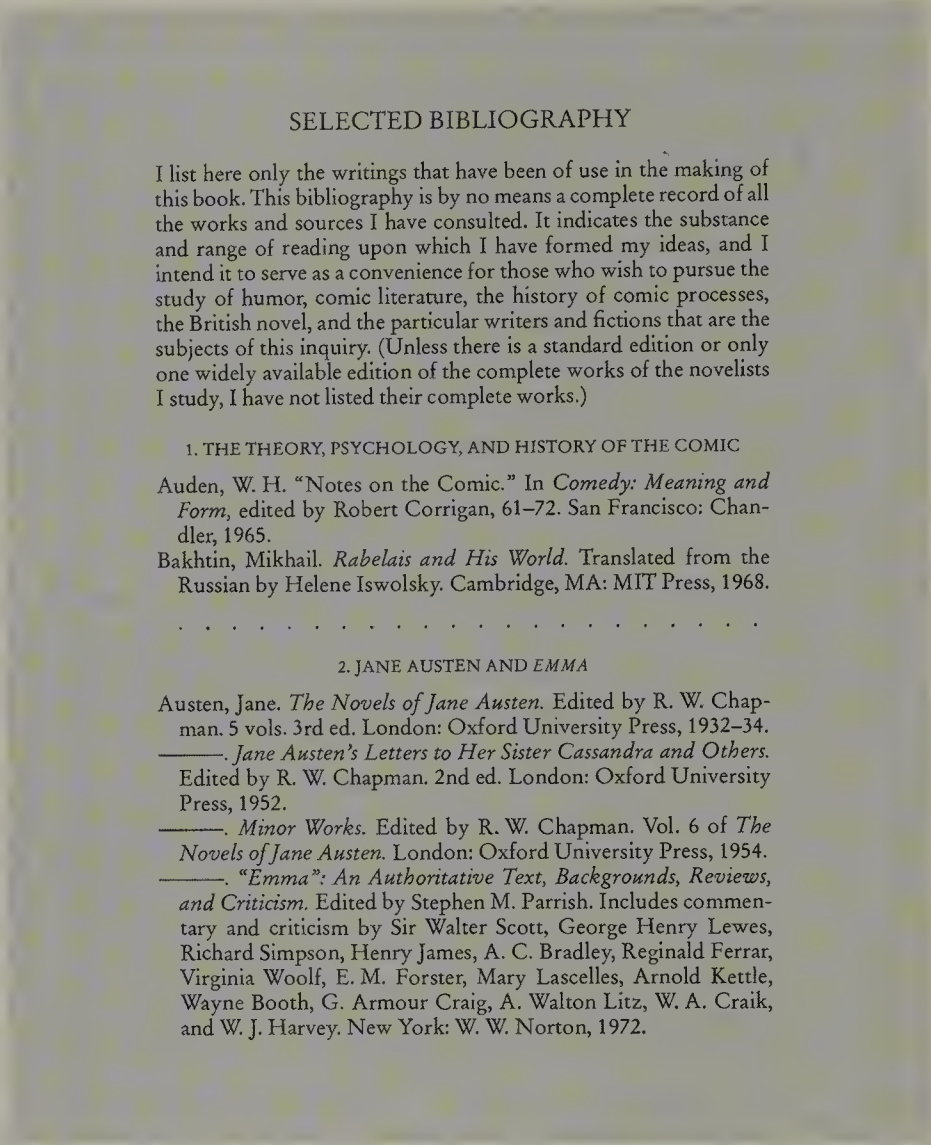 SELECTED BIBLIOGRAPHY
I list here only the writings that have been of use in the making of
this book. This bibliography is by no means a complete record of all
the works and sources I have consulted. It indicates the substance
and range of reading upon which I have formed my ideas, and I
intend it to serve as a convenience for those who wish to pursue the
study of humor, comic literature, the history of comic processes,
the British novel, and the particular writers and fictions that are the
subjects of this inquiry. (Unless there is a standard edition or only
one widely available edition of the complete works of the novelists
I study, I have not listed their complete works.)
1. THE THEORY, PSYCHOLOGY, AND HISTORY OF THE COMIC
Auden, W. H. “Notes on the Comic.” In Comedy: Meaning and
Form, edited by Robert Corrigan, 61–72. San Francisco: Chan-
dler, 1965.
Bakhtin, Mikhail. Rabelais and His World. Translated from the
Russian by Helene Iswolsky. Cambridge, MA: MIT Press, 1968.
. . . . . . . . . . . . . . . . . . . . . .
2. JANE AUSTEN AND EMMA
Austen, Jane. The Novels of Jane Austen. Edited by R. W. Chap-
man. 5 vols. 3rd ed. London: Oxford University Press, 1932–34.
———. Jane Austen’s Letters to Her Sister Cassandra and Others.
Edited by R. W. Chapman. 2nd ed. London: Oxford University
Press, 1952.
———. Minor Works. Edited by R. W. Chapman. Vol. 6 of The
Novels of Jane Austen. London: Oxford University Press, 1954.
———. “Emma”: An Authoritative Text, Backgrounds, Reviews,
and Criticism. Edited by Stephen M. Parrish. Includes commen-
tary and criticism by Sir Walter Scott, George Henry Lewes,
Richard Simpson, Henry James, A. C. Bradley, Reginald Ferrar,
Virginia Woolf, E. M. Forster, Mary Lascelles, Arnold Kettle,
Wayne Booth, G. Armour Craig, A. Walton Litz, W. A. Craik,
and W. J. Harvey. New York: W. W. Norton, 1972.